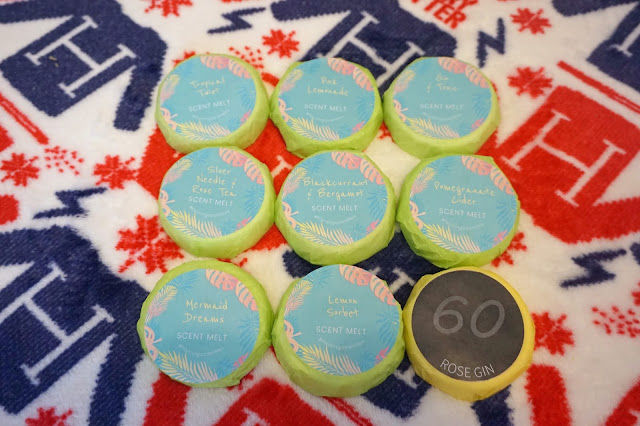 Tropical
Twist
SCENT MELT
Pink
Lemonade
SCENT MELT
Gin
& Tonic
SCENT MELT
Silver
Needle &
Rose Tea
SCENT MELT
Blackcurrant
& Bergamot
SCENT MELT
Pomegranate
Cider
SCENT MELT
Mermaid
Dreams
SCENT MELT
Lemon
Sorbet
SCENT MELT
60
ROSE GIN
H
H
H